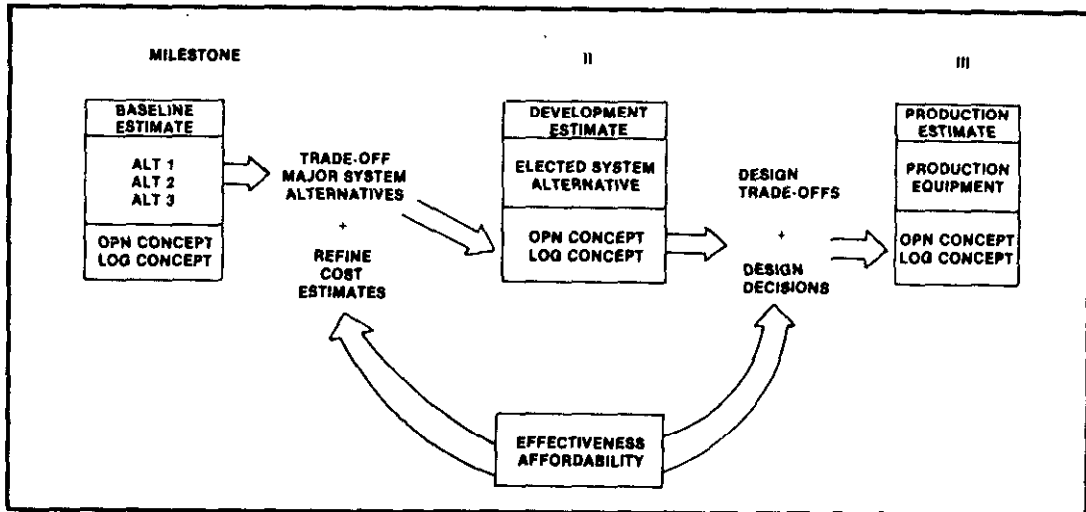 MILESTONE
II
III
BASELINE
ESTIMATE
ALT 1
ALT 2
ALT 3
OPN CONCEPT
LOG CONCEPT
TRADE-OFF
MAJOR SYSTEM
ALTERNATIVES
+
REFINE
COST
ESTIMATES
DEVELOPMENT
ESTIMATE
ELECTED SYSTEM
ALTERNATIVE
OPN CONCEPT
LOG CONCEPT
DESIGN
TRADE-OFFS
+
DESIGN
DECISIONS
PRODUCTION
ESTIMATE
PRODUCTION
EQUIPMENT
OPN CONCEPT
LOG CONCEPT
EFFECTIVENESS
AFFORDABILITY